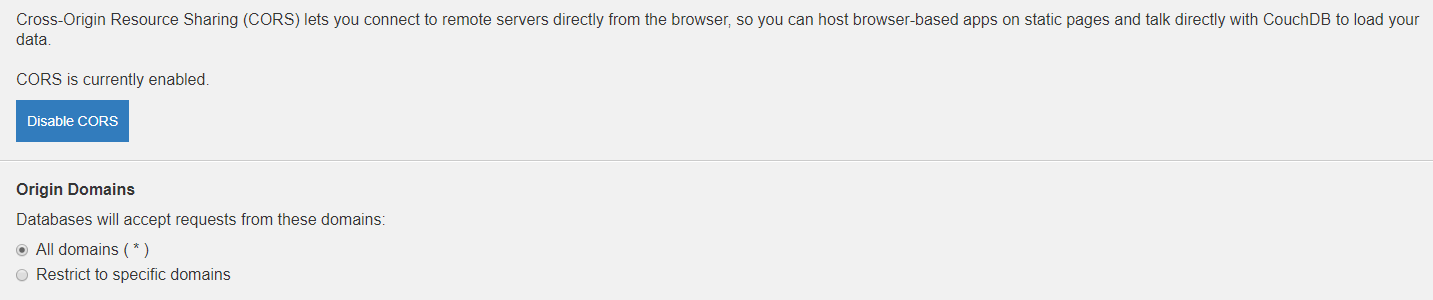 Cross-Origin Resource Sharing (CORS) lets you connect to remote servers directly from the browser, so you can host browser-based apps on static pages and talk directly with CouchDB to load your
data.
CORS is currently enabled.
Disable CORS
Origin Domains
Databases will accept requests from these domains:
All domains ( * )
Restrict to specific domains